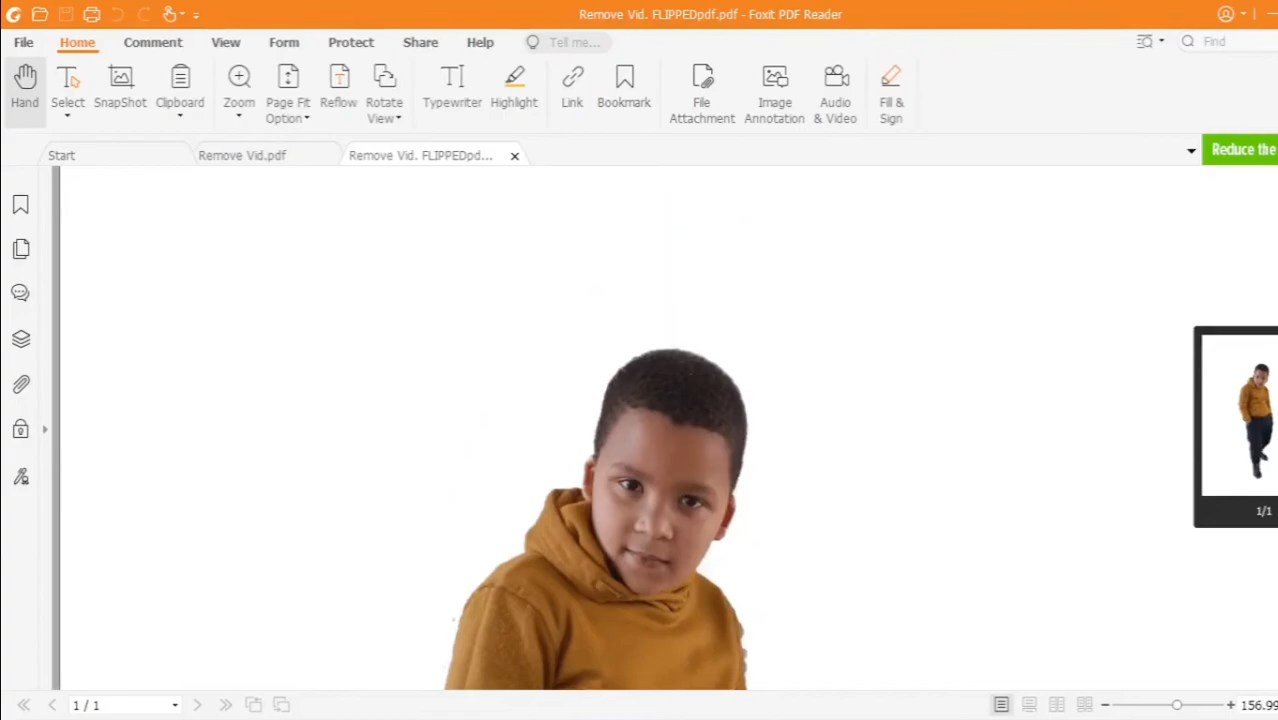 Remove Vid. FLIPPEDpdf.pdf - Foxit PDF Reader
File Home Comment View Form Protect Share Help Tell me... Find
Hand Select SnapShot Clipboard Zoom Page Fit Option Reflow Rotate View Typewriter Highlight Link Bookmark File Attachment Image Annotation Audio & Video Fill & Sign
Start Remove Vid.pdf Remove Vid. FLIPPEDpd... Reduce the
1/1
1 / 1 156.99